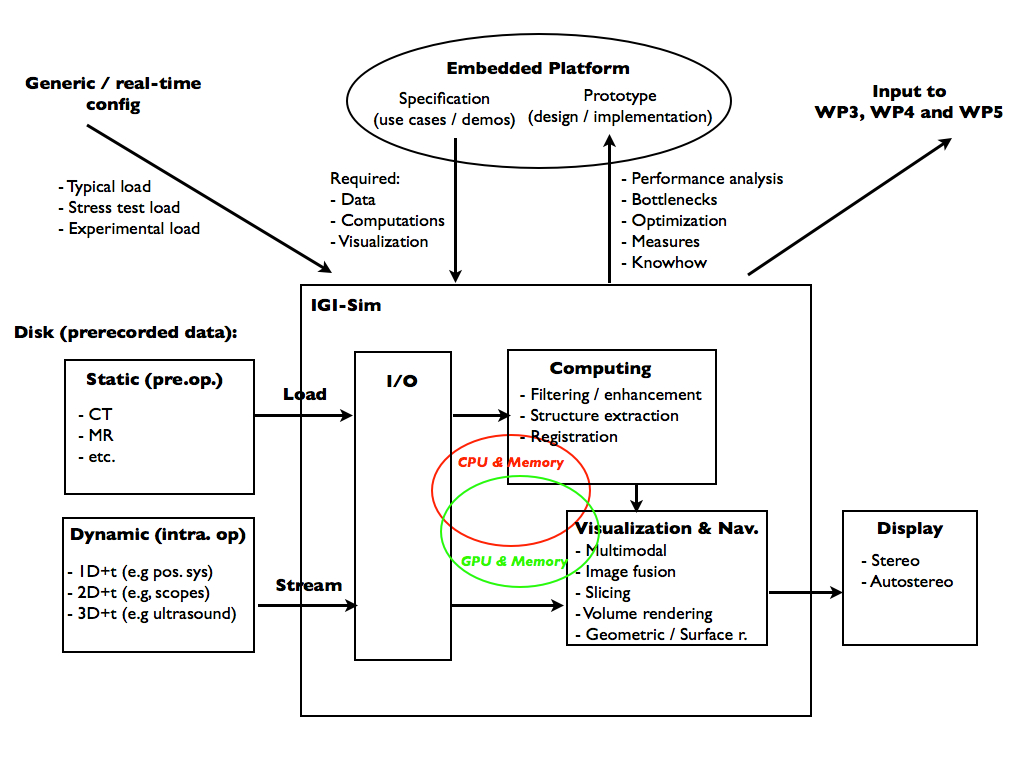 Generic / real-time
config
- Typical load
- Stress test load
- Experimental load
Embedded Platform
Specification
(use cases / demos)
Prototype
(design / implementation)
Required:
- Data
- Computations
- Visualization
- Performance analysis
- Bottlenecks
- Optimization
- Measures
- Knowhow
Input to
WP3, WP4 and WP5
IGI-Sim
Disk (prerecorded data):
Static (pre.op.)
- CT
- MR
- etc.
Load
Dynamic (intra. op)
- 1D+t (e.g pos. sys)
- 2D+t (e.g, scopes)
- 3D+t (e.g ultrasound)
Stream
I/O
Computing
- Filtering / enhancement
- Structure extraction
- Registration
CPU & Memory
GPU & Memory
Visualization & Nav.
- Multimodal
- Image fusion
- Slicing
- Volume rendering
- Geometric / Surface r.
Display
- Stereo
- Autostereo